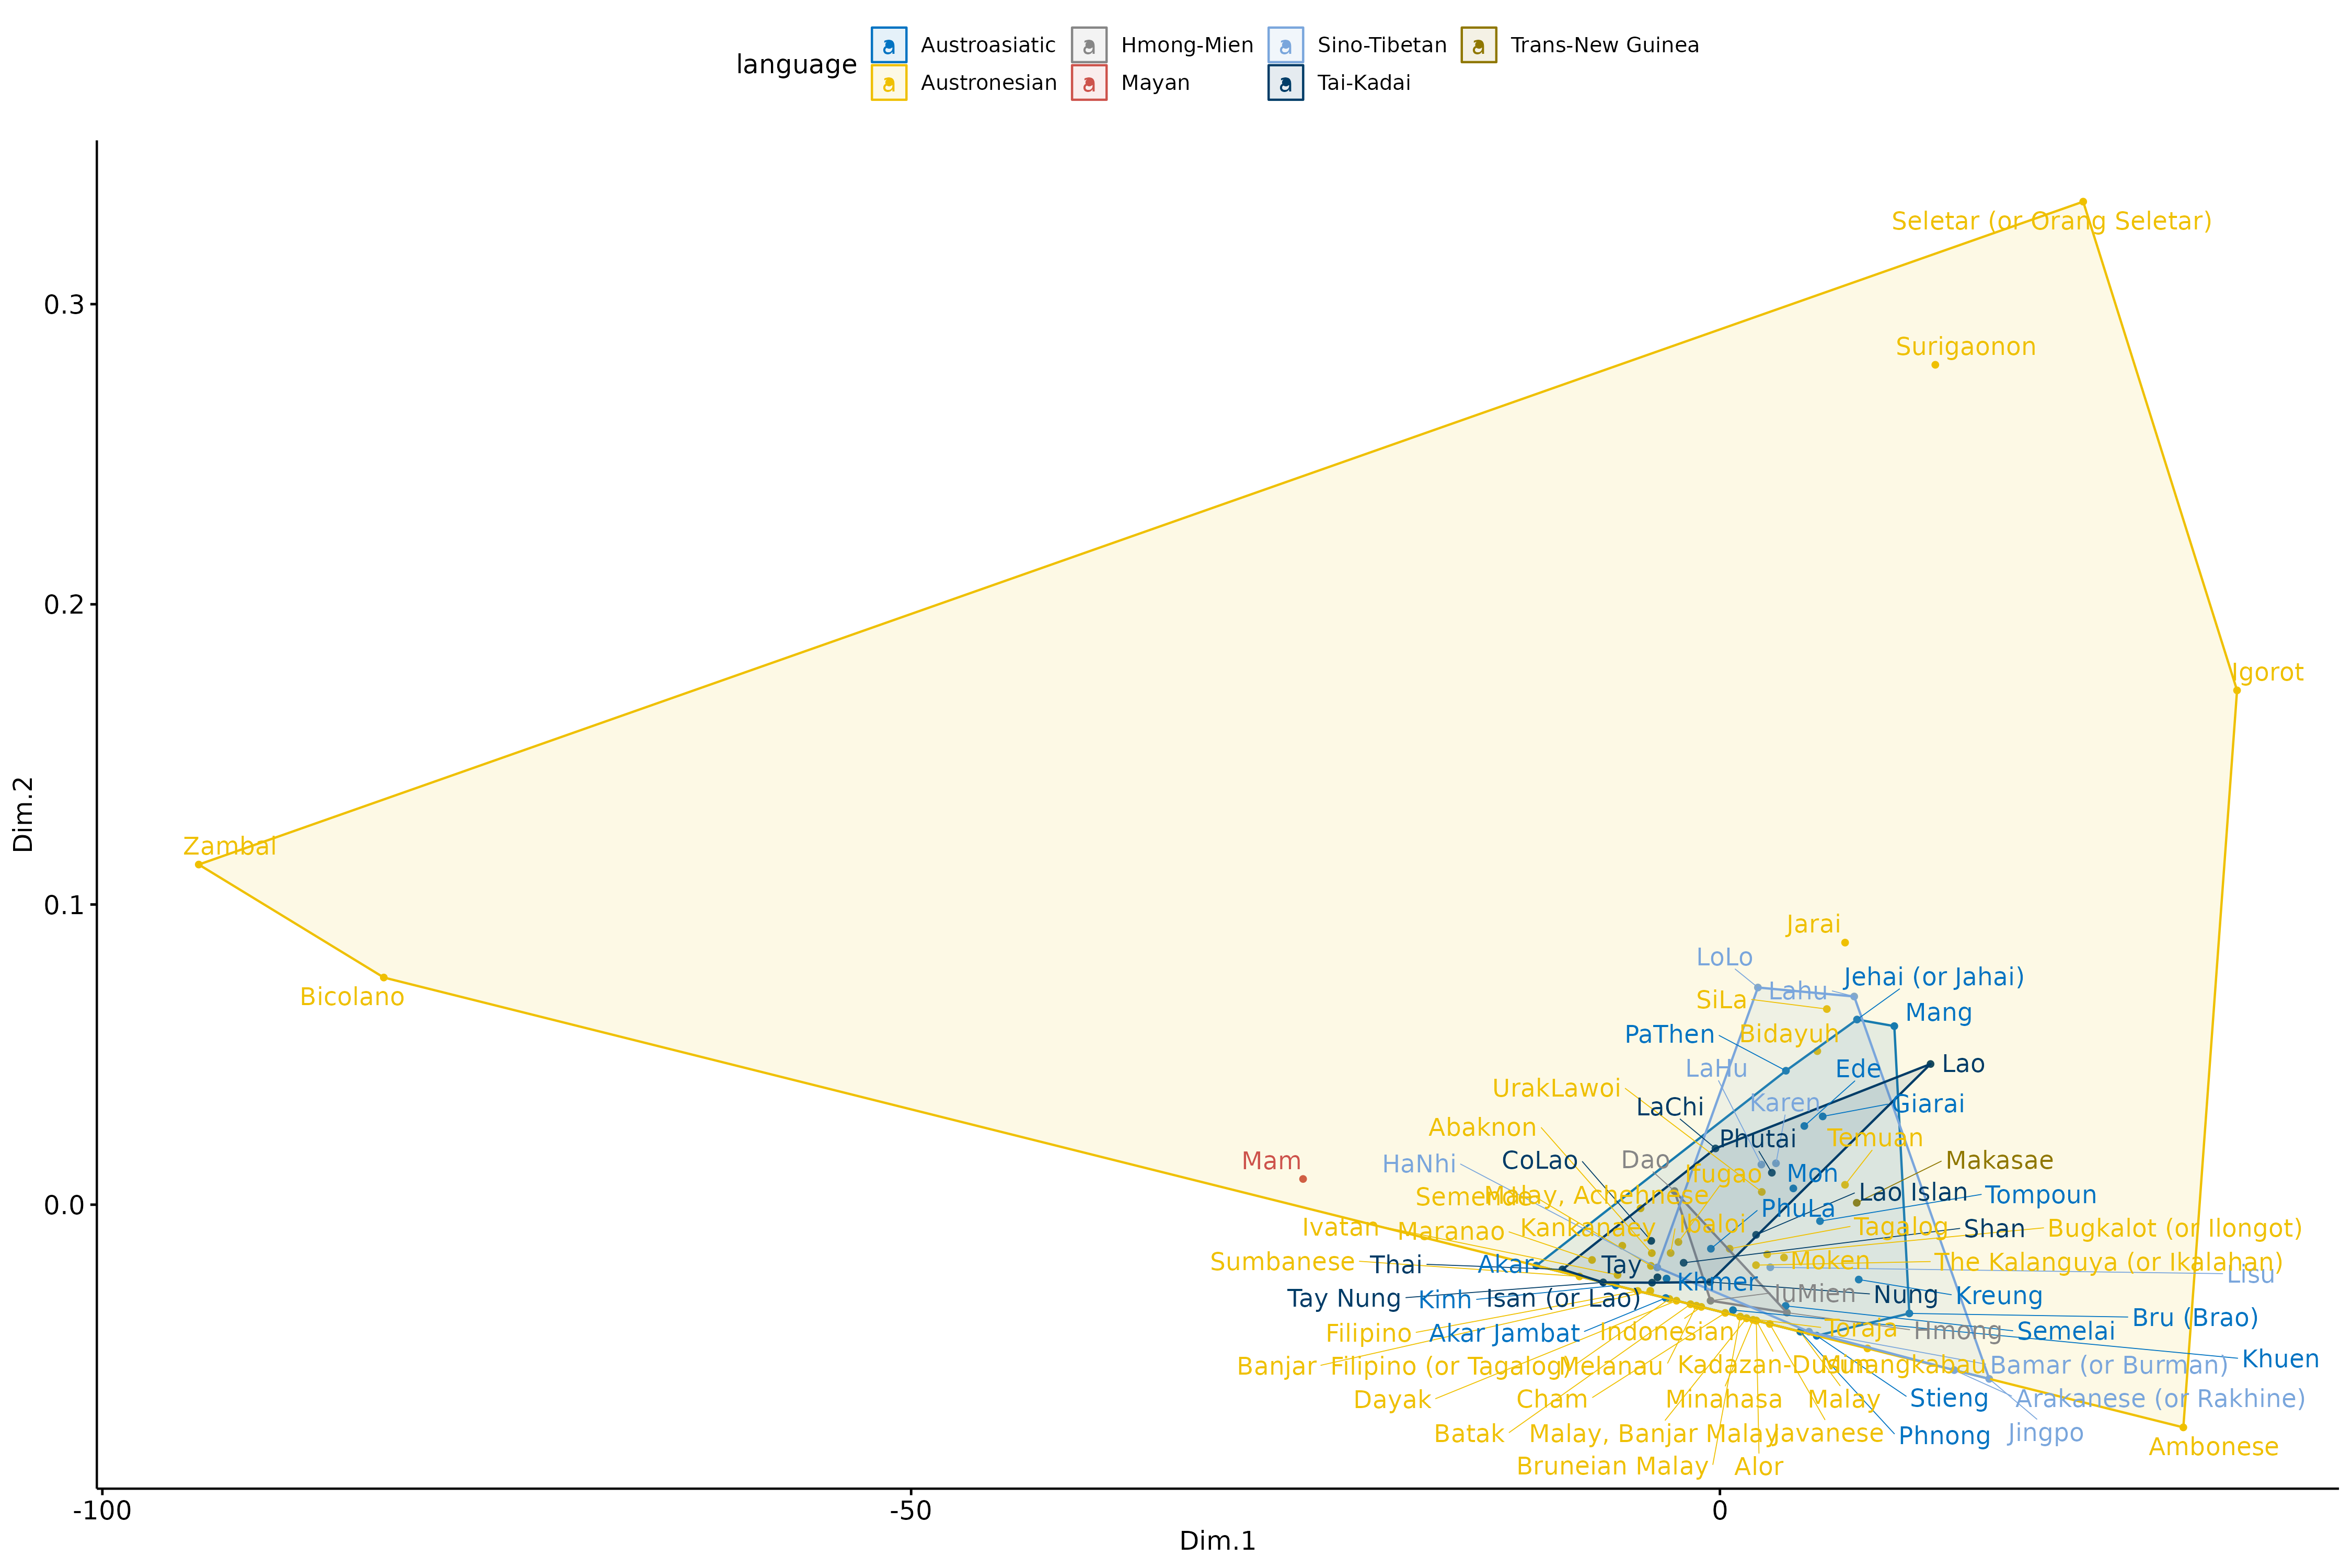 language
a Austroasiatic a Hmong-Mien a Sino-Tibetan a Trans-New Guinea
a Austronesian a Mayan a Tai-Kadai
Dim.2
0.3
0.2
0.1
0.0
Seletar (or Orang Seletar)
Surigaonon
Igorot
Zambal
Bicolano
Jarai
LoLo
Jehai (or Jahai)
Lahu
SiLa
Mang
PaThen
Bidayuh
Lao
LaHu
Ede
UrakLawoi
LaChi
Karen
Giarai
Abaknon
Phutai
Temuan
Mam
HaNhi
CoLao
Dao
Makasae
Ifugao
Mon
Semende
Malay, Achehnese
Lao Islan
Tompoun
PhuLa
Ivatan
Maranao
Kankanaey
Ibaloi
Tagalog
Shan
Bugkalot (or Ilongot)
Sumbanese
Thai
Akar
Tay
Moken
The Kalanguya (or Ikalahan)
Lisu
Khmer
Tay Nung
Kinh
Isan (or Lao)
JuMien
Nung
Kreung
Bru (Brao)
Filipino
Akar Jambat
Indonesian
Toraja
Hmong
Semelai
Khuen
Banjar
Filipino (or Tagalog)
Melanau
Kadazan-Dusun
Minangkabau
Bamar (or Burman)
Dayak
Cham
Minahasa
Malay
Stieng
Arakanese (or Rakhine)
Batak
Malay, Banjar Malay
Javanese
Phnong
Jingpo
Ambonese
Bruneian Malay
Alor
-100
-50
0
Dim.1